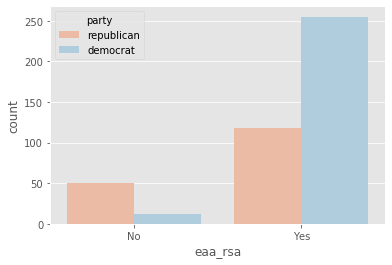 party
republican
democrat
250
200
150
100
50
0
count
No
Yes
eaa_rsa